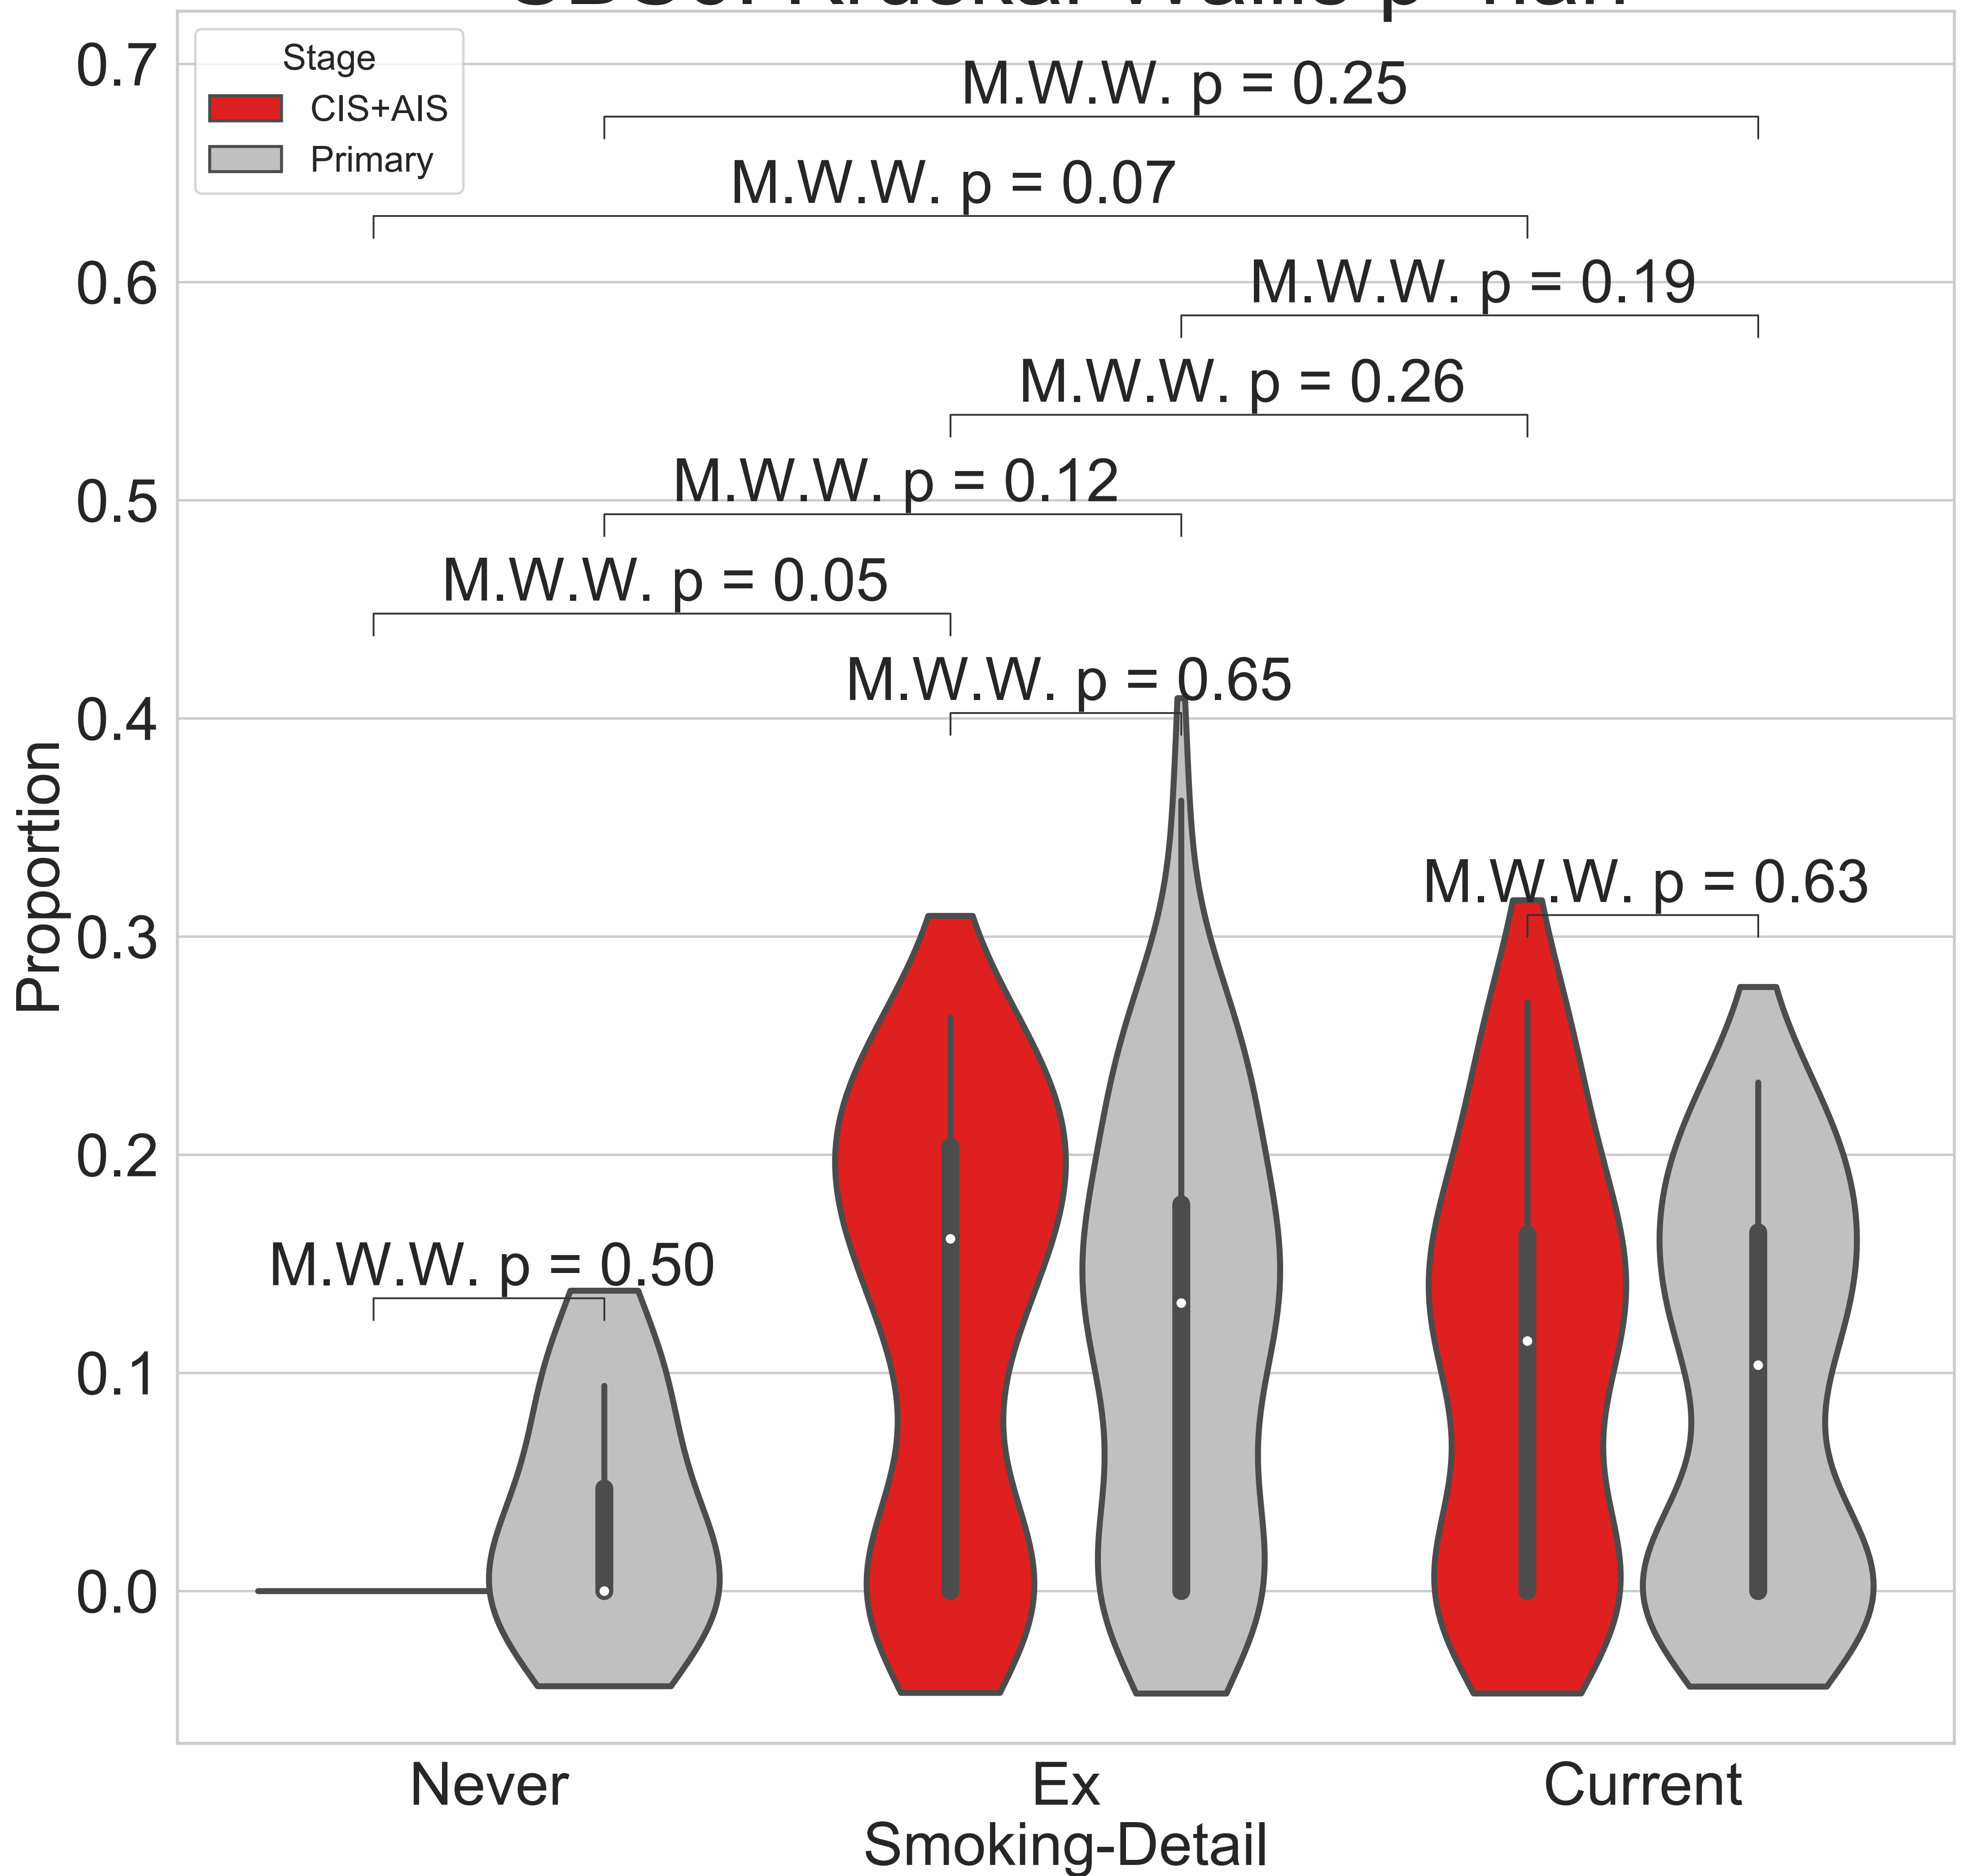 Stage
CIS+AIS
Primary
M.W.W. p = 0.25
M.W.W. p = 0.07
M.W.W. p = 0.19
M.W.W. p = 0.26
M.W.W. p = 0.12
M.W.W. p = 0.05
M.W.W. p = 0.65
M.W.W. p = 0.63
M.W.W. p = 0.50
Proportion
0.7
0.6
0.5
0.4
0.3
0.2
0.1
0.0
Never Ex Current
Smoking-Detail